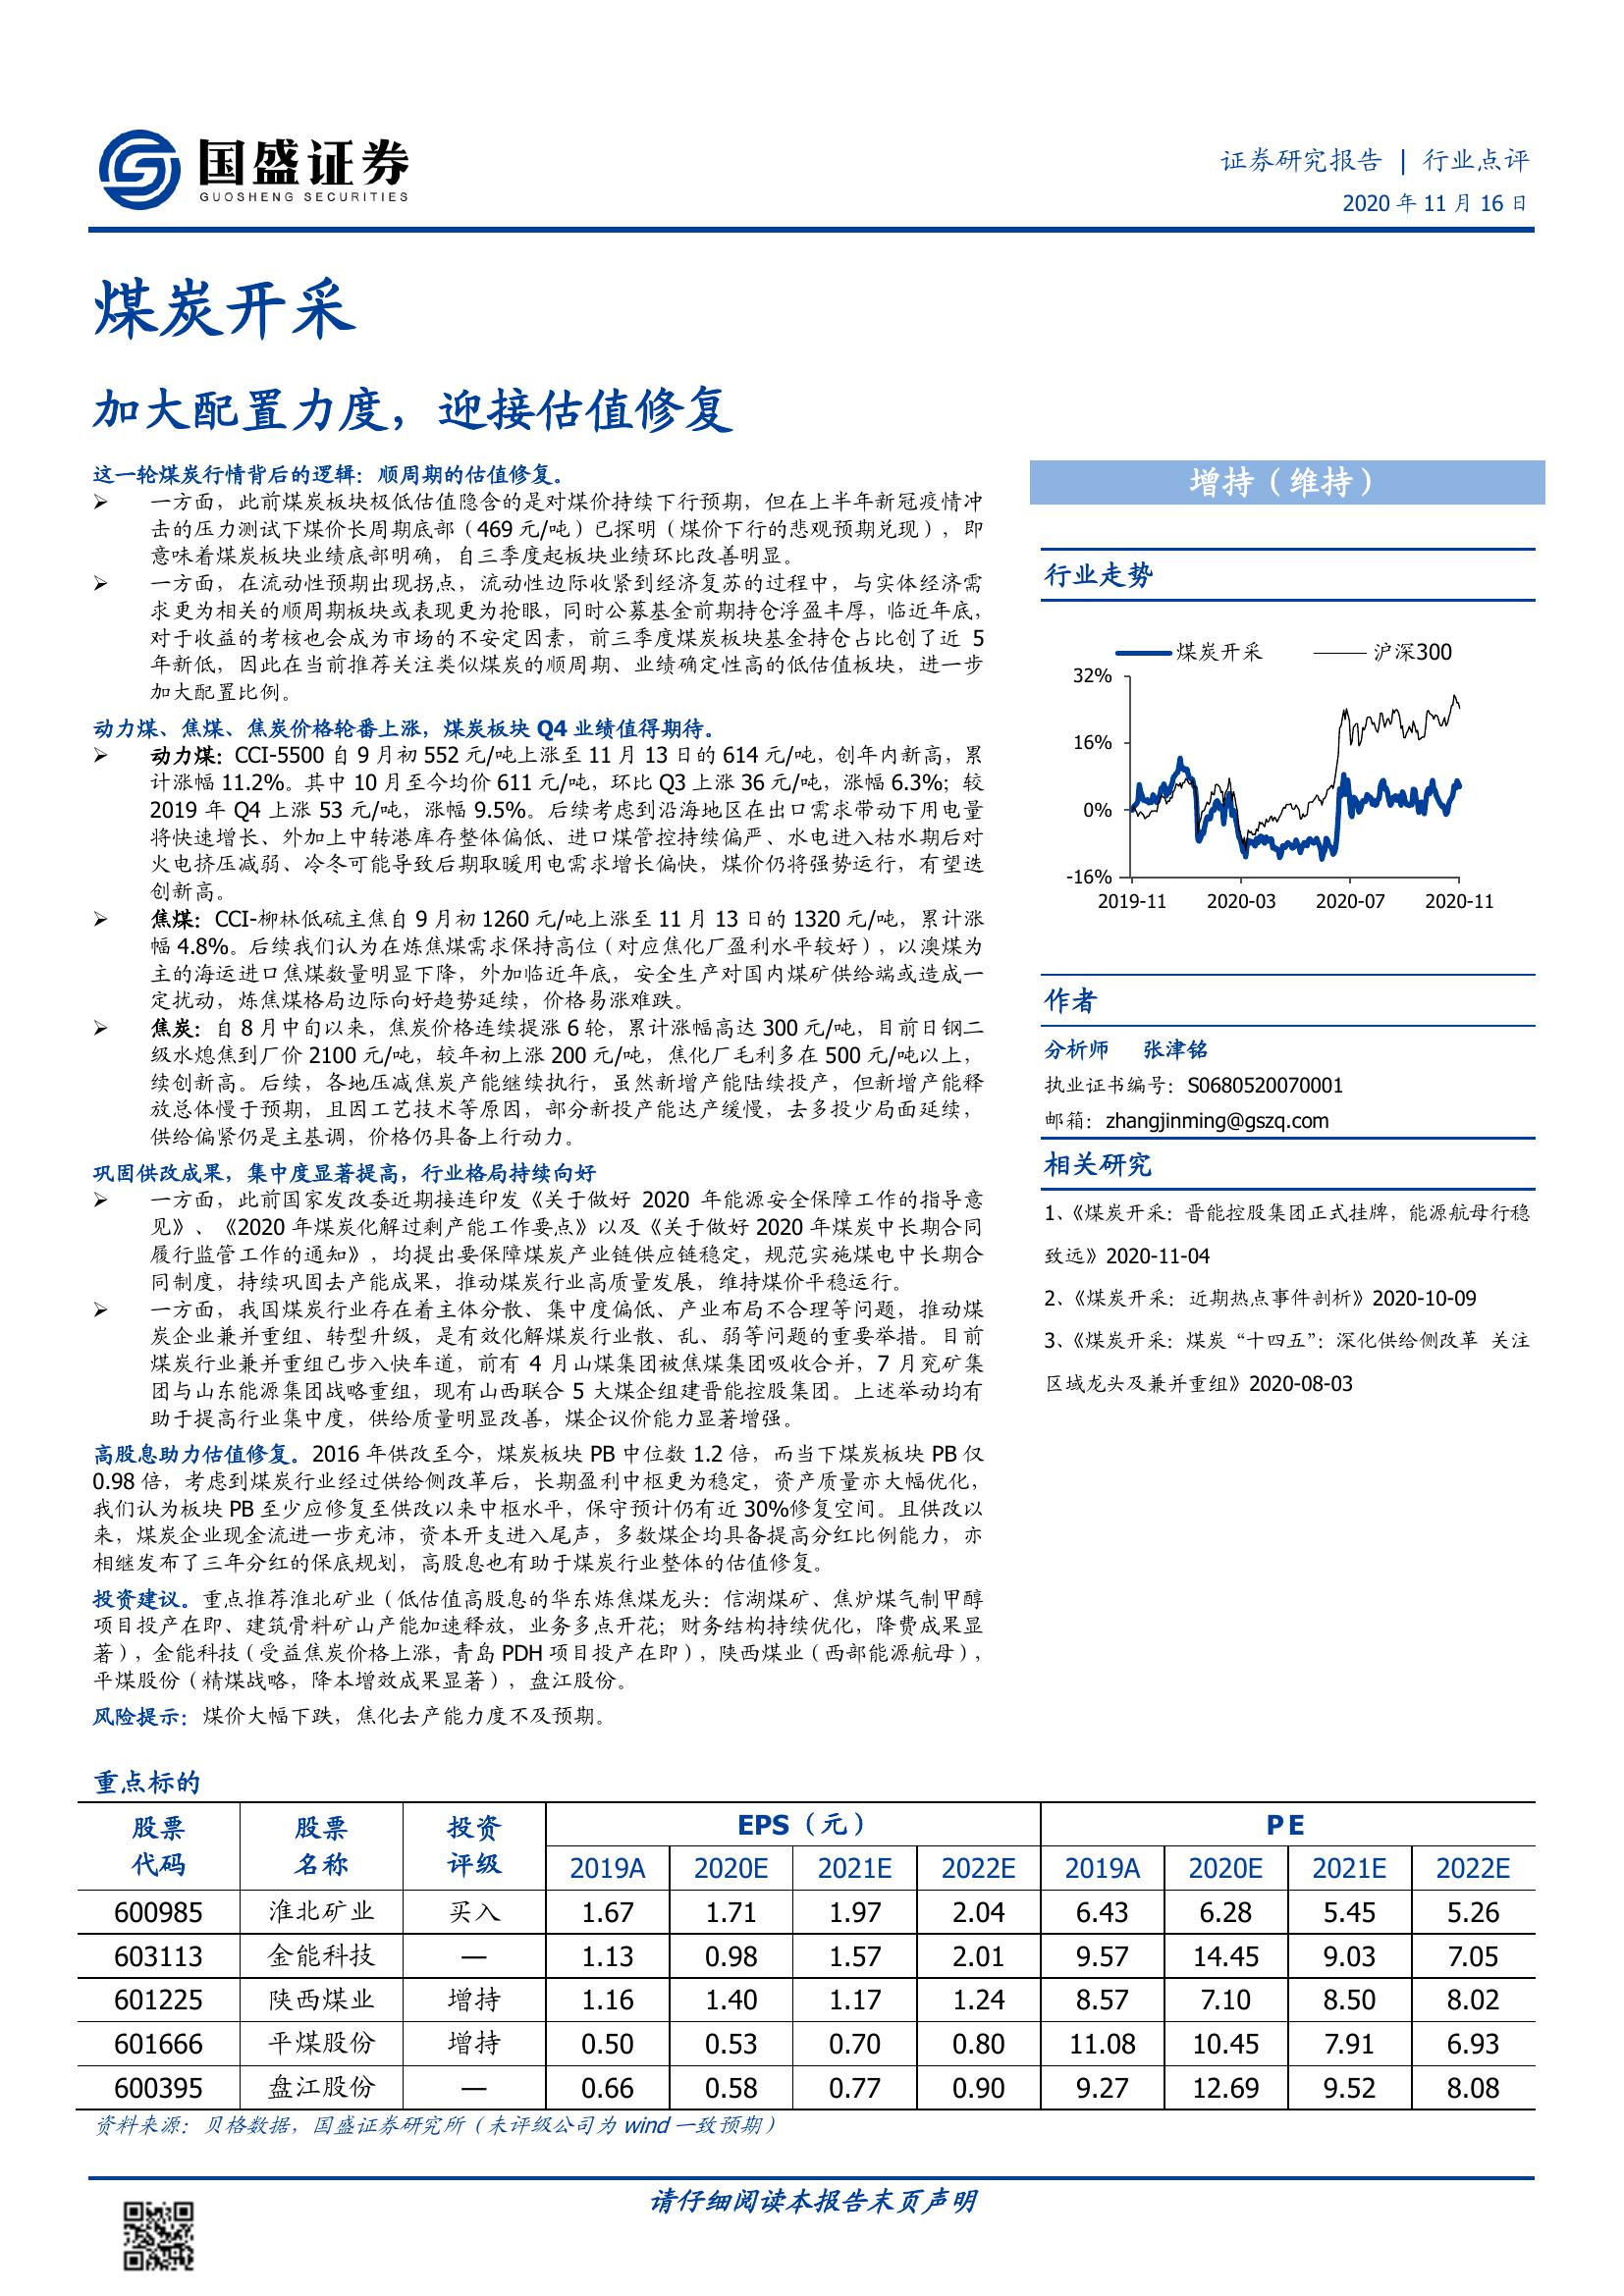 国盛证券
GUOSHENG SECURITIES
证券研究报告 | 行业点评
2020 年 11 月 16 日
煤炭开采
加大配置力度，迎接估值修复
这一轮煤炭行情背后的逻辑：顺周期的估值修复。
➢ 一方面，此前煤炭板块极低估值隐含的是对煤价持续下行预期，但在上半年新冠疫情冲
击的压力测试下煤价长周期底部（469 元/吨）已探明（煤价下行的悲观预期兑现），即
意味着煤炭板块业绩底部明确，自三季度起板块业绩环比改善明显。
➢ 一方面，在流动性预期出现拐点，流动性边际收紧到经济复苏的过程中，与实体经济需
求更为相关的顺周期板块或表现更为抢眼，同时公募基金前期持仓浮盈丰厚，临近年底，
对于收益的考核也会成为市场的不安定因素，前三季度煤炭板块基金持仓占比创了近 5
年新低，因此在当前推荐关注类似煤炭的顺周期、业绩确定性高的低估值板块，进一步
加大配置比例。
动力煤、焦煤、焦炭价格轮番上涨，煤炭板块 Q4 业绩值得期待。
➢ 动力煤：CCI-5500 自 9 月初 552 元/吨上涨至 11 月 13 日的 614 元/吨，创年内新高，累
计涨幅 11.2%。其中 10 月至今均价 611 元/吨，环比 Q3 上涨 36 元/吨，涨幅 6.3%；较
2019 年 Q4 上涨 53 元/吨，涨幅 9.5%。后续考虑到沿海地区在出口需求带动下用电量
将快速增长、外加上中转港库存整体偏低、进口煤管控持续偏严、水电进入枯水期后对
火电挤压减弱、冷冬可能导致后期取暖用电需求增长偏快，煤价仍将强势运行，有望迭
创新高。
➢ 焦煤：CCI-柳林低硫主焦自 9 月初 1260 元/吨上涨至 11 月 13 日的 1320 元/吨，累计涨
幅 4.8%。后续我们认为在炼焦煤需求保持高位（对应焦化厂盈利水平较好），以澳煤为
主的海运进口焦煤数量明显下降，外加临近年底，安全生产对国内煤矿供给端或造成一
定扰动，炼焦煤格局边际向好趋势延续，价格易涨难跌。
➢ 焦炭：自 8 月中旬以来，焦炭价格连续提涨 6 轮，累计涨幅高达 300 元/吨，目前日钢二
级水熄焦到厂价 2100 元/吨，较年初上涨 200 元/吨，焦化厂毛利多在 500 元/吨以上，
续创新高。后续，各地压减焦炭产能继续执行，虽然新增产能陆续投产，但新增产能释
放总体慢于预期，且因工艺技术等原因，部分新投产能达产缓慢，去多投少局面延续，
供给偏紧仍是主基调，价格仍具备上行动力。
巩固供改成果，集中度显著提高，行业格局持续向好
➢ 一方面，此前国家发改委近期接连印发《关于做好 2020 年能源安全保障工作的指导意
见》、《2020 年煤炭化解过剩产能工作要点》以及《关于做好 2020 年煤炭中长期合同
履行监管工作的通知》，均提出要保障煤炭产业链供应链稳定，规范实施煤电中长期合
同制度，持续巩固去产能成果，推动煤炭行业高质量发展，维持煤价平稳运行。
➢ 一方面，我国煤炭行业存在着主体分散、集中度偏低、产业布局不合理等问题，推动煤
炭企业兼并重组、转型升级，是有效化解煤炭行业散、乱、弱等问题的重要举措。目前
煤炭行业兼并重组已步入快车道，前有 4 月山煤集团被焦煤集团吸收合并，7 月兖矿集
团与山东能源集团战略重组，现有山西联合 5 大煤企组建晋能控股集团。上述举动均有
助于提高行业集中度，供给质量明显改善，煤企议价能力显著增强。
高股息助力估值修复。2016 年供改至今，煤炭板块 PB 中位数 1.2 倍，而当下煤炭板块 PB 仅
0.98 倍，考虑到煤炭行业经过供给侧改革后，长期盈利中枢更为稳定，资产质量亦大幅优化，
我们认为板块 PB 至少应修复至供改以来中枢水平，保守预计仍有近 30%修复空间。且供改以
来，煤炭企业现金流进一步充沛，资本开支进入尾声，多数煤企均具备提高分红比例能力，亦
相继发布了三年分红的保底规划，高股息也有助于煤炭行业整体的估值修复。
投资建议。重点推荐淮北矿业（低估值高股息的华东炼焦煤龙头：信湖煤矿、焦炉煤气制甲醇
项目投产在即、建筑骨料矿山产能加速释放，业务多点开花；财务结构持续优化，降费成果显
著），金能科技（受益焦炭价格上涨，青岛 PDH 项目投产在即），陕西煤业（西部能源航母），
平煤股份（精煤战略，降本增效成果显著），盘江股份。
风险提示：煤价大幅下跌，焦化去产能力度不及预期。
增持（维持）
行业走势
煤炭开采 沪深300
32%
16%
0%
-16%
2019-11 2020-03 2020-07 2020-11
作者
分析师 张津铭
执业证书编号：S0680520070001
邮箱：zhangjinming@gszq.com
相关研究
1、《煤炭开采：晋能控股集团正式挂牌，能源航母行稳
致远》2020-11-04
2、《煤炭开采：近期热点事件剖析》2020-10-09
3、《煤炭开采：煤炭“十四五”：深化供给侧改革 关注
区域龙头及兼并重组》2020-08-03
重点标的
股票 股票 投资 EPS（元） P E
代码 名称 评级 2019A 2020E 2021E 2022E 2019A 2020E 2021E 2022E
600985 淮北矿业 买入 1.67 1.71 1.97 2.04 6.43 6.28 5.45 5.26
603113 金能科技 — 1.13 0.98 1.57 2.01 9.57 14.45 9.03 7.05
601225 陕西煤业 增持 1.16 1.40 1.17 1.24 8.57 7.10 8.50 8.02
601666 平煤股份 增持 0.50 0.53 0.70 0.80 11.08 10.45 7.91 6.93
600395 盘江股份 — 0.66 0.58 0.77 0.90 9.27 12.69 9.52 8.08
资料来源：贝格数据，国盛证券研究所（未评级公司为 wind 一致预期）
请仔细阅读本报告末页声明